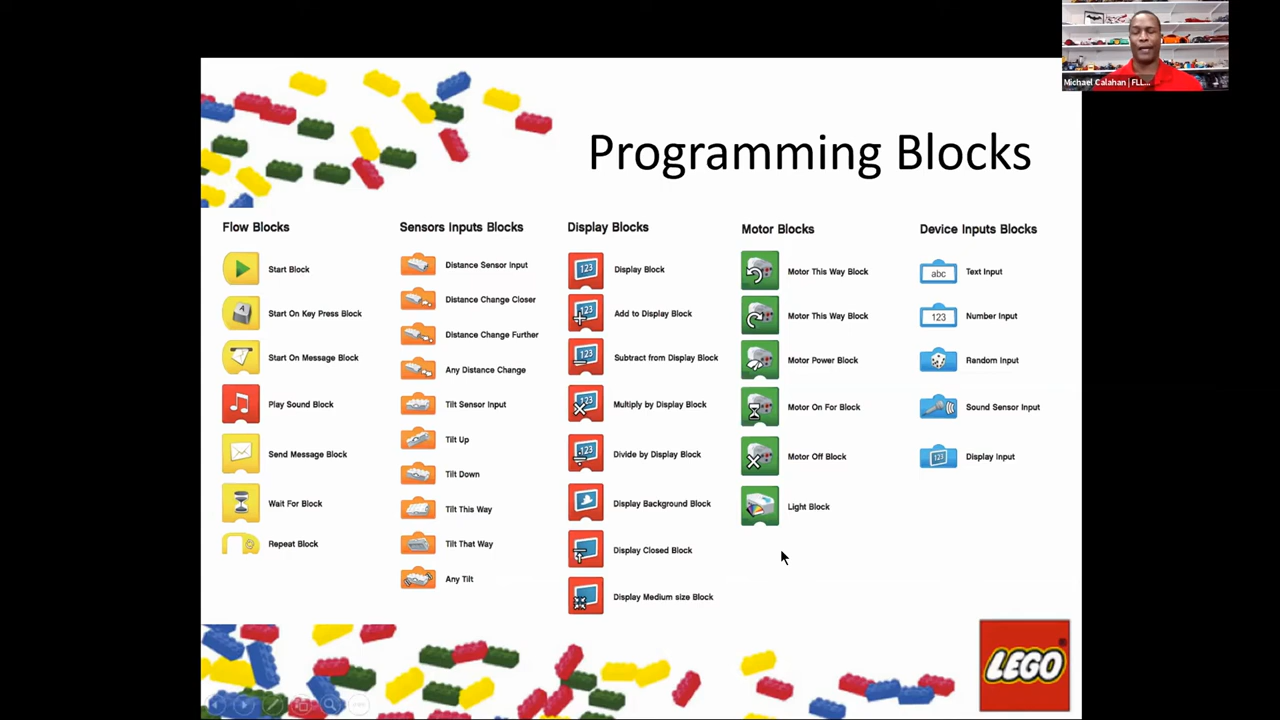 Michael Calahan | FLL...
Programming Blocks
Flow Blocks
Start Block
A
Start On Key Press Block
Start On Message Block
Play Sound Block
Send Message Block
Wait For Block
Repeat Block
Sensors Inputs Blocks
Distance Sensor Input
Distance Change Closer
Distance Change Further
Any Distance Change
Tilt Sensor Input
Tilt Up
Tilt Down
Tilt This Way
Tilt That Way
Any Tilt
Display Blocks
123
Display Block
123
Add to Display Block
123
Subtract from Display Block
123
Multiply by Display Block
123
Divide by Display Block
Display Background Block
Display Closed Block
Display Medium size Block
Motor Blocks
Motor This Way Block
Motor This Way Block
Motor Power Block
Motor On For Block
Motor Off Block
Light Block
Device Inputs Blocks
abc
Text Input
123
Number Input
Random Input
Sound Sensor Input
123
Display Input
LEGO